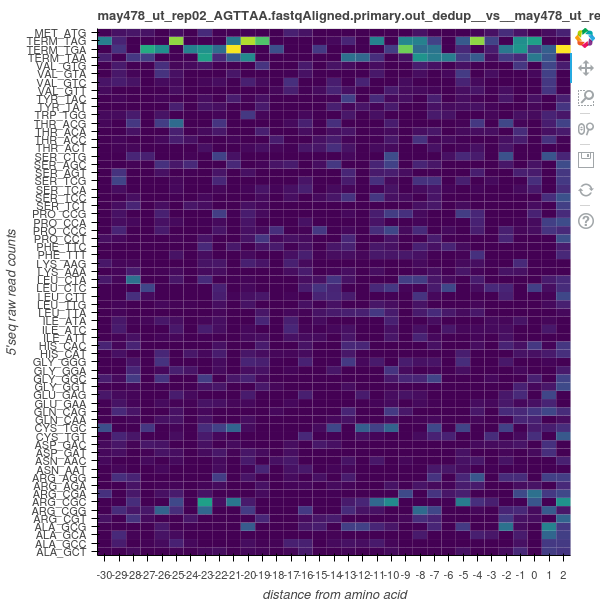 may478_ut_rep02_AGTTAA.fastqAligned.primary.out_dedup__vs__may478_ut_re
5'seq raw read counts
MET_ATG
TERM_TAG
TERM_TGA
TERM_TAA
VAL_GTG
VAL_GTA
VAL_GTC
VAL_GTT
TYR_TAC
TYR_TAT
TRP_TGG
THR_ACG
THR_ACA
THR_ACC
THR_ACT
SER_CTG
SER_AGC
SER_AGT
SER_TCG
SER_TCA
SER_TCC
SER_TCT
PRO_CCG
PRO_CCA
PRO_CCC
PRO_CCT
PHE_TTC
PHE_TTT
LYS_AAG
LYS_AAA
LEU_CTA
LEU_CTC
LEU_CTT
LEU_TTG
LEU_TTA
ILE_ATA
ILE_ATC
ILE_ATT
HIS_CAC
HIS_CAT
GLY_GGG
GLY_GGA
GLY_GGC
GLY_GGT
GLU_GAG
GLU_GAA
GLN_CAG
GLN_CAA
CYS_TGC
CYS_TGT
ASP_GAC
ASP_GAT
ASN_AAC
ASN_AAT
ARG_AGG
ARG_AGA
ARG_CGA
ARG_CGC
ARG_CGG
ARG_CGT
ALA_GCG
ALA_GCA
ALA_GCC
ALA_GCT
-30 -29 -28 -27 -26 -25 -24 -23 -22 -21 -20 -19 -18 -17 -16 -15 -14 -13 -12 -11 -10 -9 -8 -7 -6 -5 -4 -3 -2 -1 0 1 2
distance from amino acid